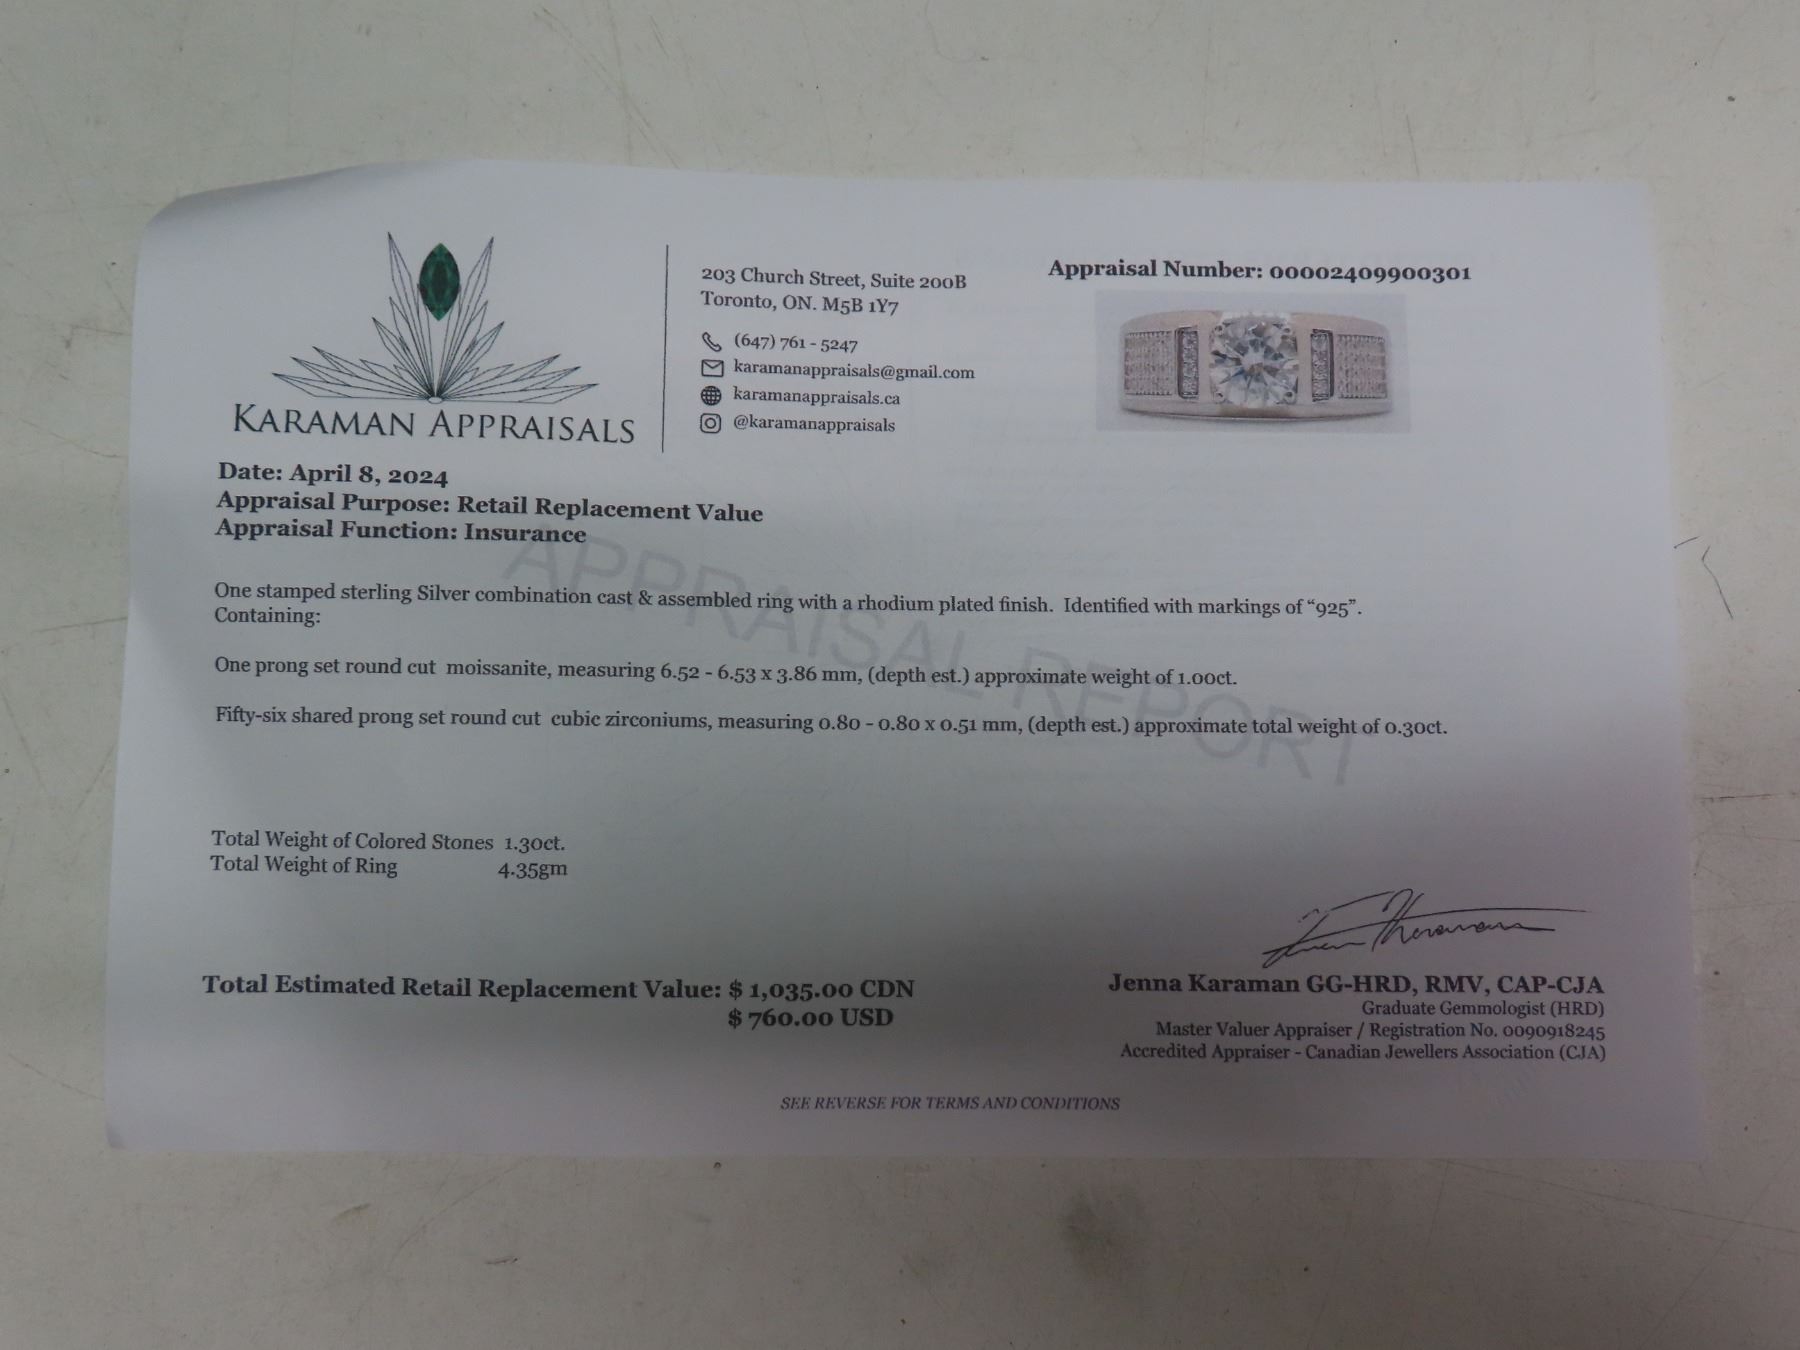 KARAMAN APPRAISALS
203 Church Street, Suite 200B
Toronto, ON. M5B 1Y7
(647) 761 - 5247
karamanappraisals@gmail.com
karamanappraisals.ca
@karamanappraisals
Appraisal Number: 00002409900301
Date: April 8, 2024
Appraisal Purpose: Retail Replacement Value
Appraisal Function: Insurance
APPRAISAL REPORT
One stamped sterling Silver combination cast & assembled ring with a rhodium plated finish. Identified with markings of “925”.
Containing:
One prong set round cut moissanite, measuring 6.52 - 6.53 x 3.86 mm, (depth est.) approximate weight of 1.00ct.
Fifty-six shared prong set round cut cubic zirconiums, measuring 0.80 - 0.80 x 0.51 mm, (depth est.) approximate total weight of 0.30ct.
Total Weight of Colored Stones 1.30ct.
Total Weight of Ring 4.35gm
Total Estimated Retail Replacement Value: $ 1,035.00 CDN
$ 760.00 USD
Jenna Karaman GG-HRD, RMV, CAP-CJA
Graduate Gemmologist (HRD)
Master Valuer Appraiser / Registration No. 0090918245
Accredited Appraiser - Canadian Jewellers Association (CJA)
SEE REVERSE FOR TERMS AND CONDITIONS